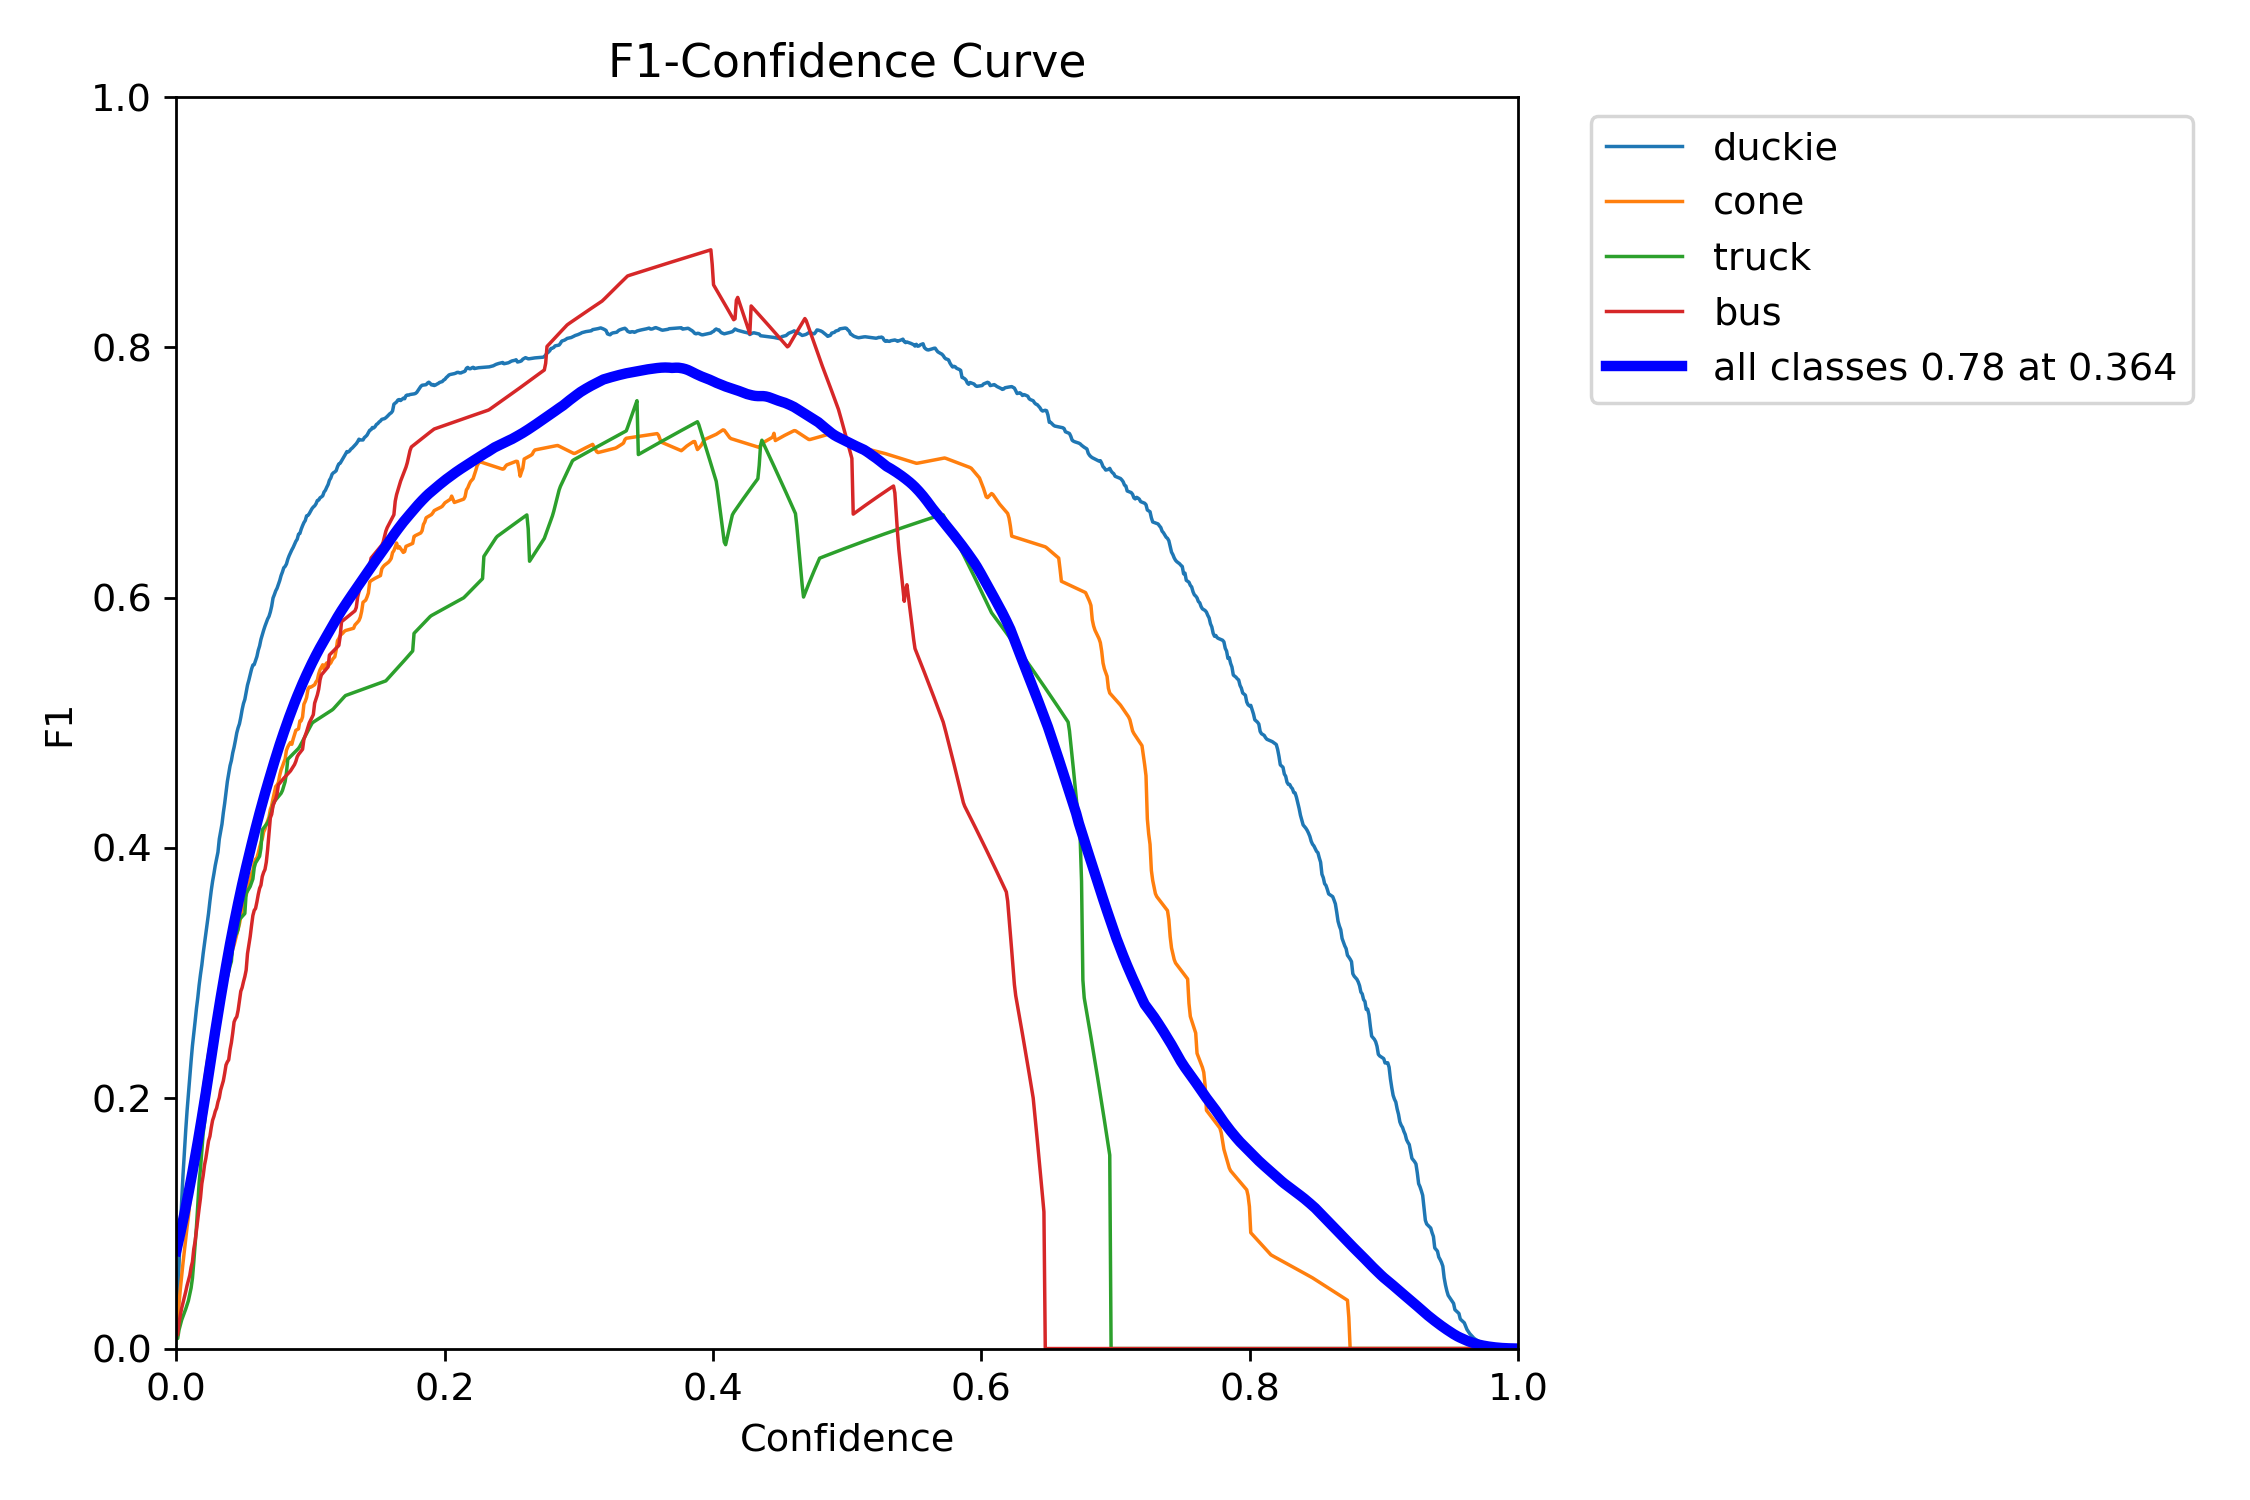 F1-Confidence Curve
1.0
0.8
0.6
0.4
0.2
0.0
F1
0.0 0.2 0.4 0.6 0.8 1.0
Confidence
duckie
cone
truck
bus
all classes 0.78 at 0.364